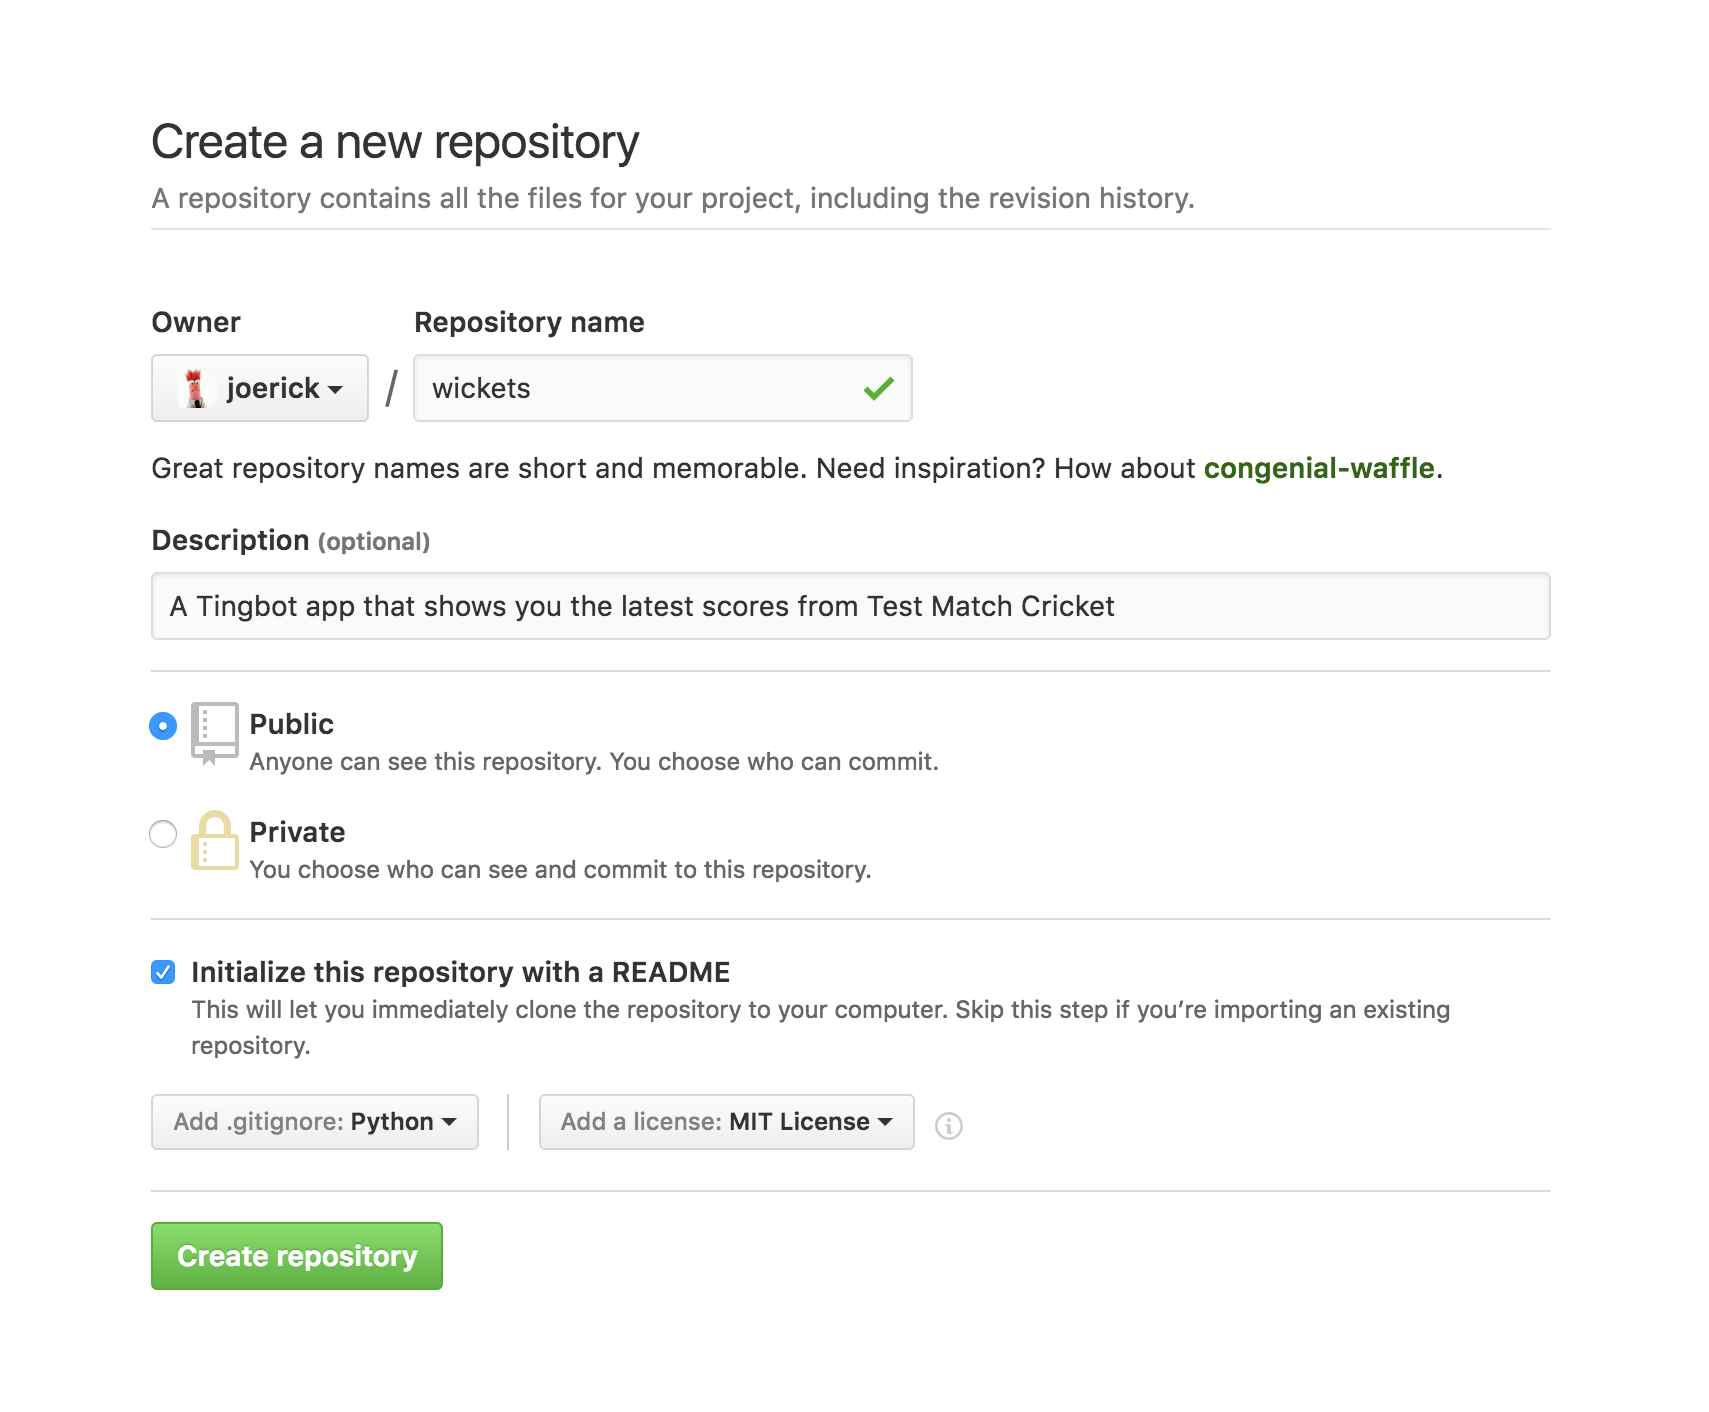 Create a new repository
A repository contains all the files for your project, including the revision history.
Owner Repository name
joerick / wickets
Great repository names are short and memorable. Need inspiration? How about congenial-waffle.
Description (optional)
A Tingbot app that shows you the latest scores from Test Match Cricket
Public
Anyone can see this repository. You choose who can commit.
Private
You choose who can see and commit to this repository.
Initialize this repository with a README
This will let you immediately clone the repository to your computer. Skip this step if you’re importing an existing
repository.
Add .gitignore: Python Add a license: MIT License
Create repository